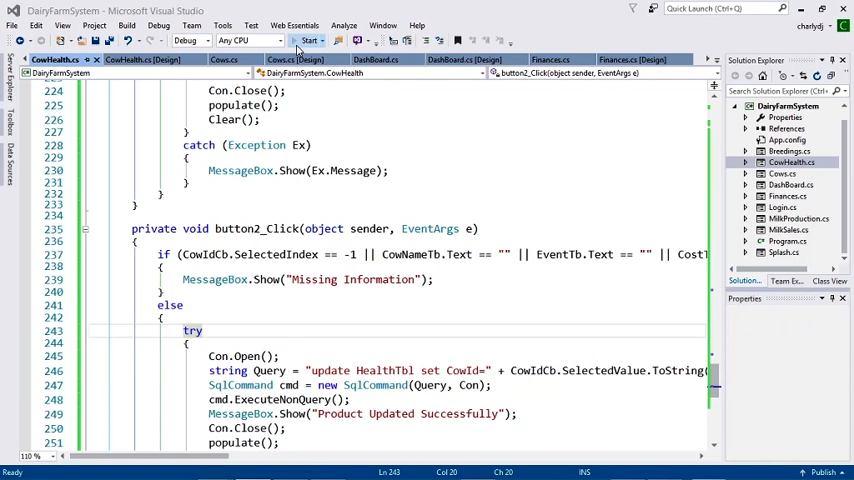 DairyFarmSystem - Microsoft Visual Studio
Quick Launch (Ctrl+Q)
File Edit View Project Build Debug Team Tools Test Web Essentials Analyze Window Help
charlydj
Debug Any CPU Start
CowHealth.cs CowHealth.cs [Design] Cows.cs Cows.cs [Design] DashBoard.cs DashBoard.cs [Design] Finances.cs Finances.cs [Design]
DairyFarmSystem DairyFarmSystem.CowHealth button2_Click(object sender, EventArgs e)
Server Explorer
Toolbox
Data Sources
224 Con.Close();
225 populate();
226 Clear();
227 }
228 catch (Exception Ex)
229 {
230 MessageBox.Show(Ex.Message);
231 }
232 }
233 }
234
235 private void button2_Click(object sender, EventArgs e)
236 {
237 if (CowIdCb.SelectedIndex == -1 || CowNameTb.Text == "" || EventTb.Text == "" || CostT
238 {
239 MessageBox.Show("Missing Information");
240 }
241 else
242 {
243 try
244 {
245 Con.Open();
246 string Query = "update HealthTbl set CowId=" + CowIdCb.SelectedValue.ToString(
247 SqlCommand cmd = new SqlCommand(Query, Con);
248 cmd.ExecuteNonQuery();
249 MessageBox.Show("Product Updated Successfully");
250 Con.Close();
251 populate();
110 %
Solution Explorer
Search Solution Explorer
DairyFarmSystem
Properties
References
App.config
Breedings.cs
CowHealth.cs
Cows.cs
DashBoard.cs
Finances.cs
Login.cs
MilkProduction.cs
MilkSales.cs
Program.cs
Splash.cs
Solution... Team Ex... Class View
Properties
Ready Ln 243 Col 20 Ch 20 INS Publish